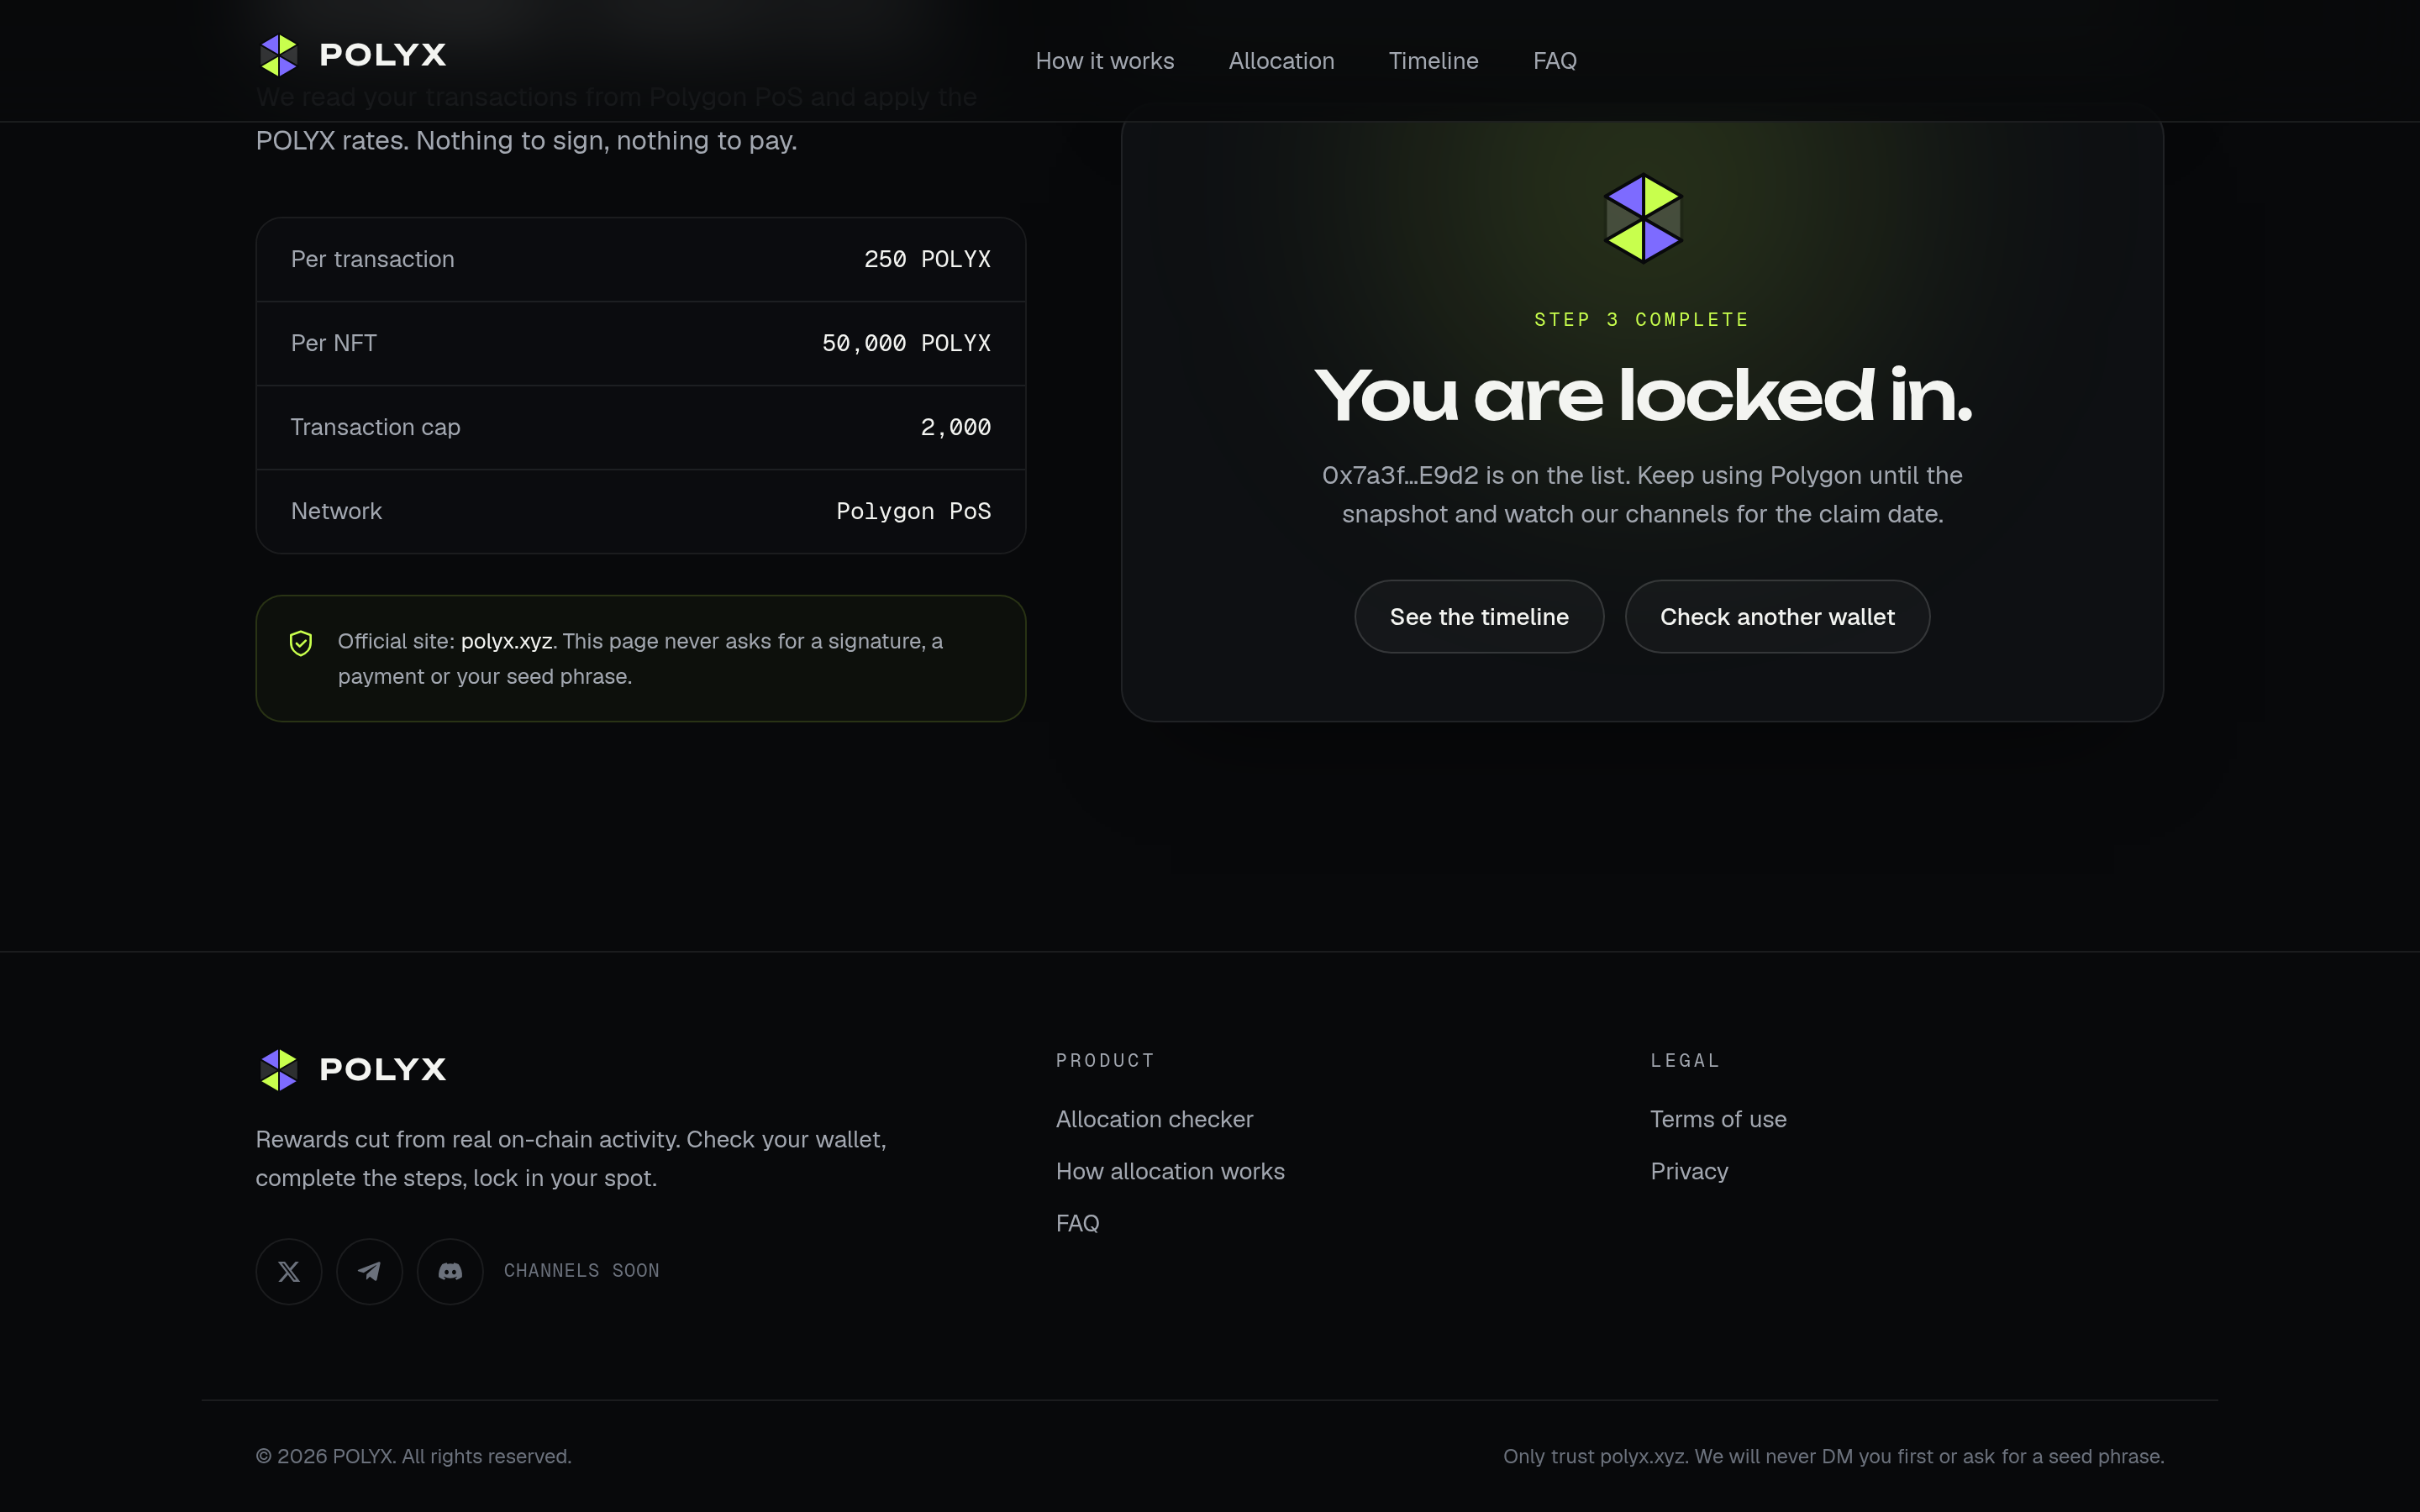 POLYX
How it works
Allocation
Timeline
FAQ
We read your transactions from Polygon PoS and apply the
POLYX rates. Nothing to sign, nothing to pay.
Per transaction
250 POLYX
Per NFT
50,000 POLYX
Transaction cap
2,000
Network
Polygon PoS
Official site: polyx.xyz. This page never asks for a signature, a
payment or your seed phrase.
STEP 3 COMPLETE
You are locked in.
0x7a3f…E9d2 is on the list. Keep using Polygon until the
snapshot and watch our channels for the claim date.
See the timeline
Check another wallet
POLYX
Rewards cut from real on-chain activity. Check your wallet,
complete the steps, lock in your spot.
CHANNELS SOON
PRODUCT
Allocation checker
How allocation works
FAQ
LEGAL
Terms of use
Privacy
© 2026 POLYX. All rights reserved.
Only trust polyx.xyz. We will never DM you first or ask for a seed phrase.